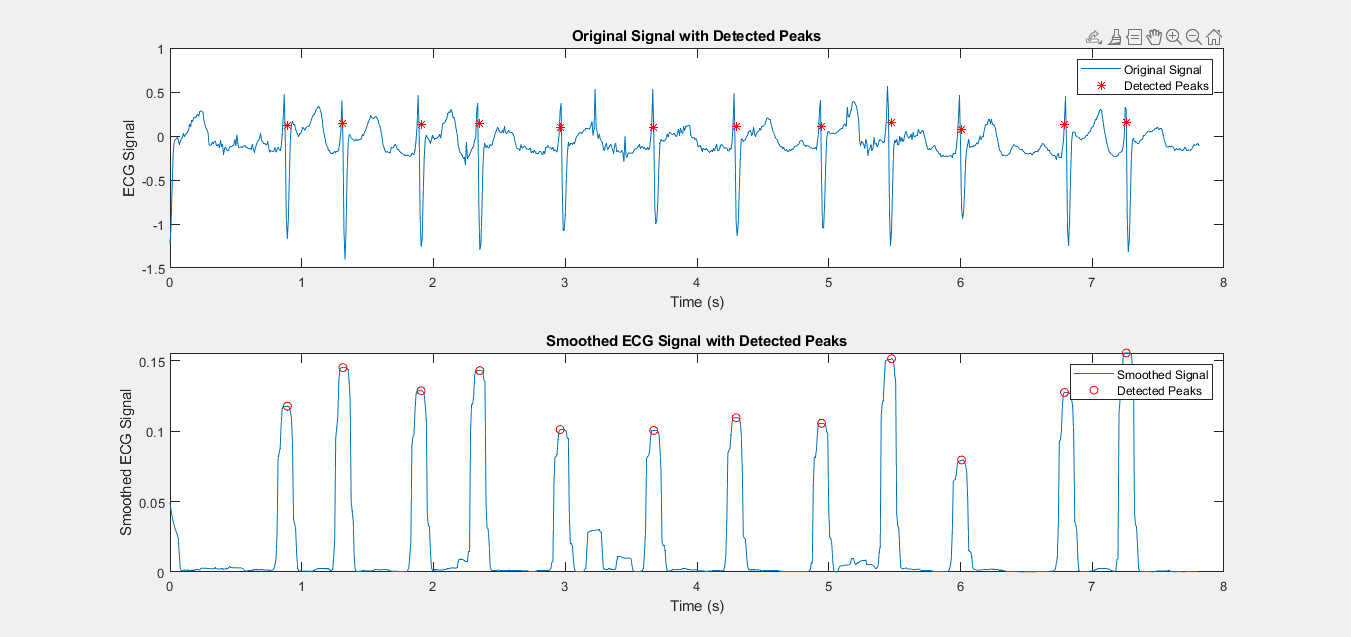 Original Signal with Detected Peaks
Original Signal
Detected Peaks
ECG Signal
1
0.5
0
-0.5
-1
-1.5
0 1 2 3 4 5 6 7 8
Time (s)
Smoothed ECG Signal with Detected Peaks
Smoothed Signal
Detected Peaks
Smoothed ECG Signal
0.15
0.1
0.05
0
0 1 2 3 4 5 6 7 8
Time (s)